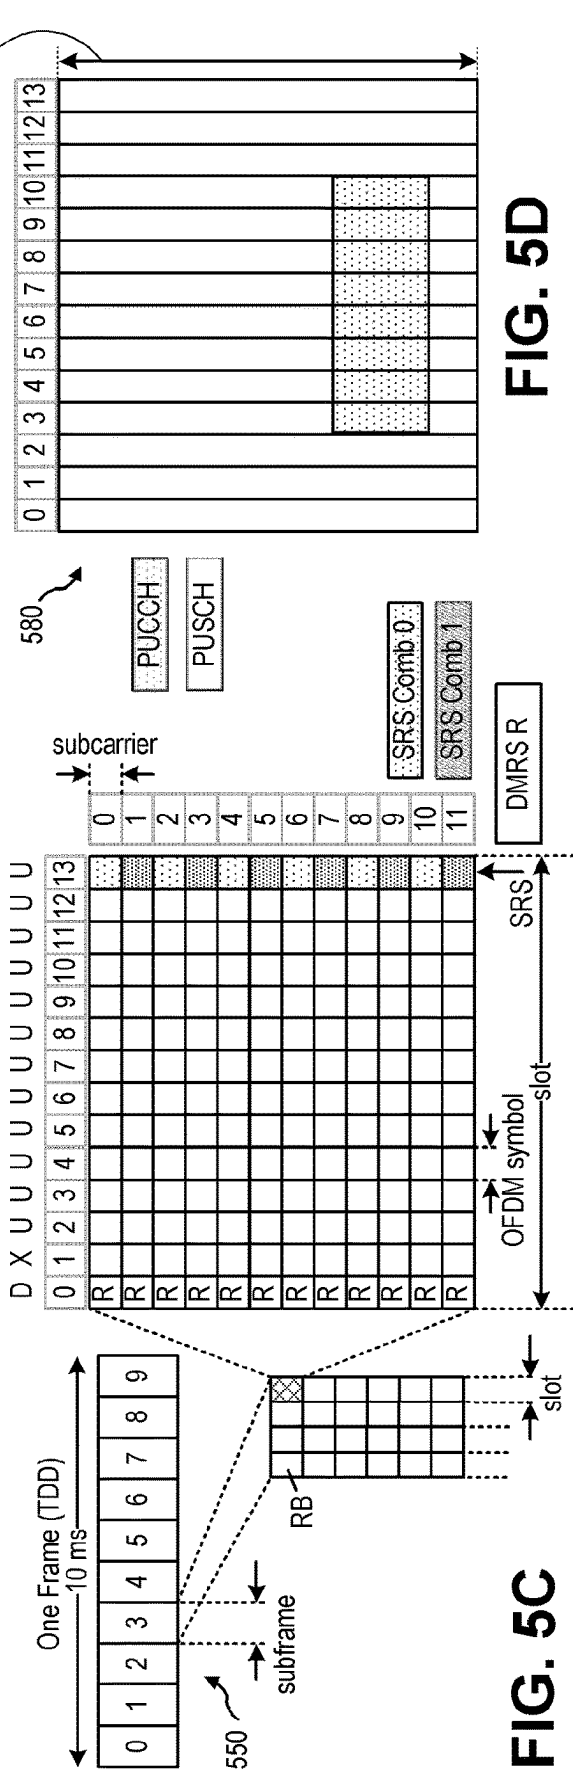 One Frame (TDD)
10 ms
0 1 2 3 4 5 6 7 8 9
subframe
550
RB
slot
FIG. 5C
D X U U U U U U U U U U U U
0 1 2 3 4 5 6 7 8 9 10 11 12 13
R
R
R
R
R
R
R
R
R
R
R
R
subcarrier
0
1
2
3
4
5
6
7
8
9
10
11
OFDM symbol
SRS
slot
580
PUCCH
PUSCH
SRS Comb 0
SRS Comb 1
DMRS R
0 1 2 3 4 5 6 7 8 9 10 11 12 13
FIG. 5D